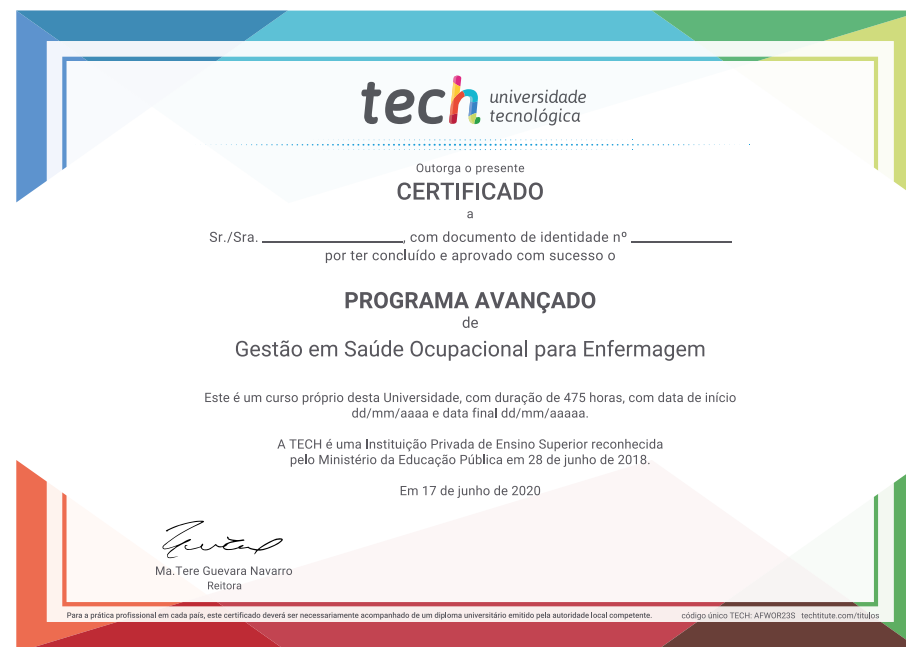 tech universidade
tecnológica
Outorga o presente
CERTIFICADO
a
Sr./Sra. ____________, com documento de identidade nº ____________
por ter concluído e aprovado com sucesso o
PROGRAMA AVANÇADO
de
Gestão em Saúde Ocupacional para Enfermagem
Este é um curso próprio desta Universidade, com duração de 475 horas, com data de início
dd/mm/aaaa e data final dd/mm/aaaaa.
A TECH é uma Instituição Privada de Ensino Superior reconhecida
pelo Ministério da Educação Pública em 28 de junho de 2018.
Em 17 de junho de 2020
Ma.Tere Guevara Navarro
Reitora
Para a prática profissional em cada país, este certificado deverá ser necessariamente acompanhado de um diploma universitário emitido pela autoridade local competente.
código único TECH: AFWOR23S techtitute.com/titulos